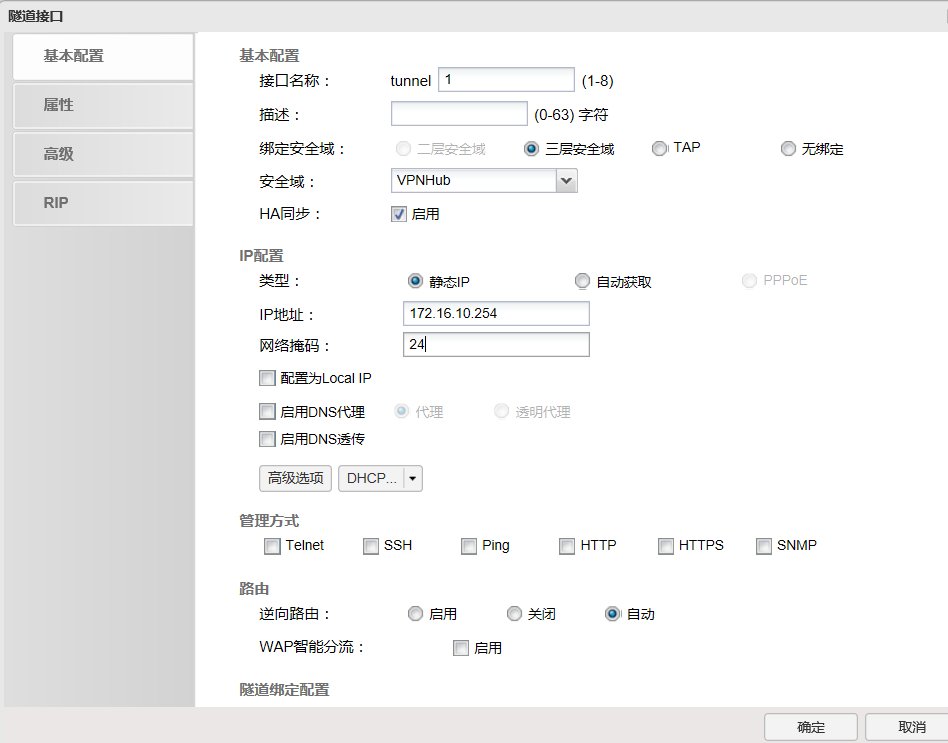 隧道接口
基本配置
属性
高级
RIP
基本配置
接口名称： tunnel 1 (1-8)
描述： (0-63) 字符
绑定安全域： 二层安全域 三层安全域 TAP 无绑定
安全域： VPNHub
HA同步： 启用
IP配置
类型： 静态IP 自动获取 PPPoE
IP地址： 172.16.10.254
网络掩码： 24
配置为Local IP
启用DNS代理 代理 透明代理
启用DNS透传
高级选项 DHCP...
管理方式
Telnet SSH Ping HTTP HTTPS SNMP
路由
逆向路由： 启用 关闭 自动
WAP智能分流： 启用
隧道绑定配置
确定 取消